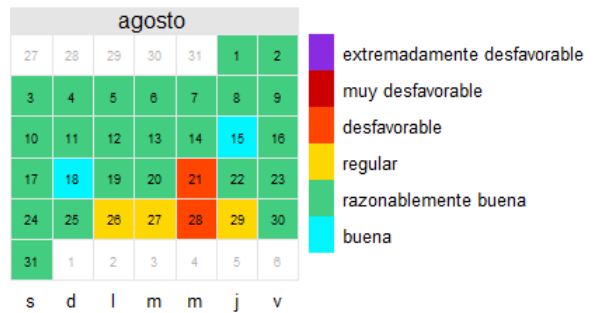 agosto
27 28 29 30 31 1 2
3 4 5 6 7 8 9
10 11 12 13 14 15 16
17 18 19 20 21 22 23
24 25 26 27 28 29 30
31 1 2 3 4 5 6
s d l m m j v
extremadamente desfavorable
muy desfavorable
desfavorable
regular
razonablemente buena
buena